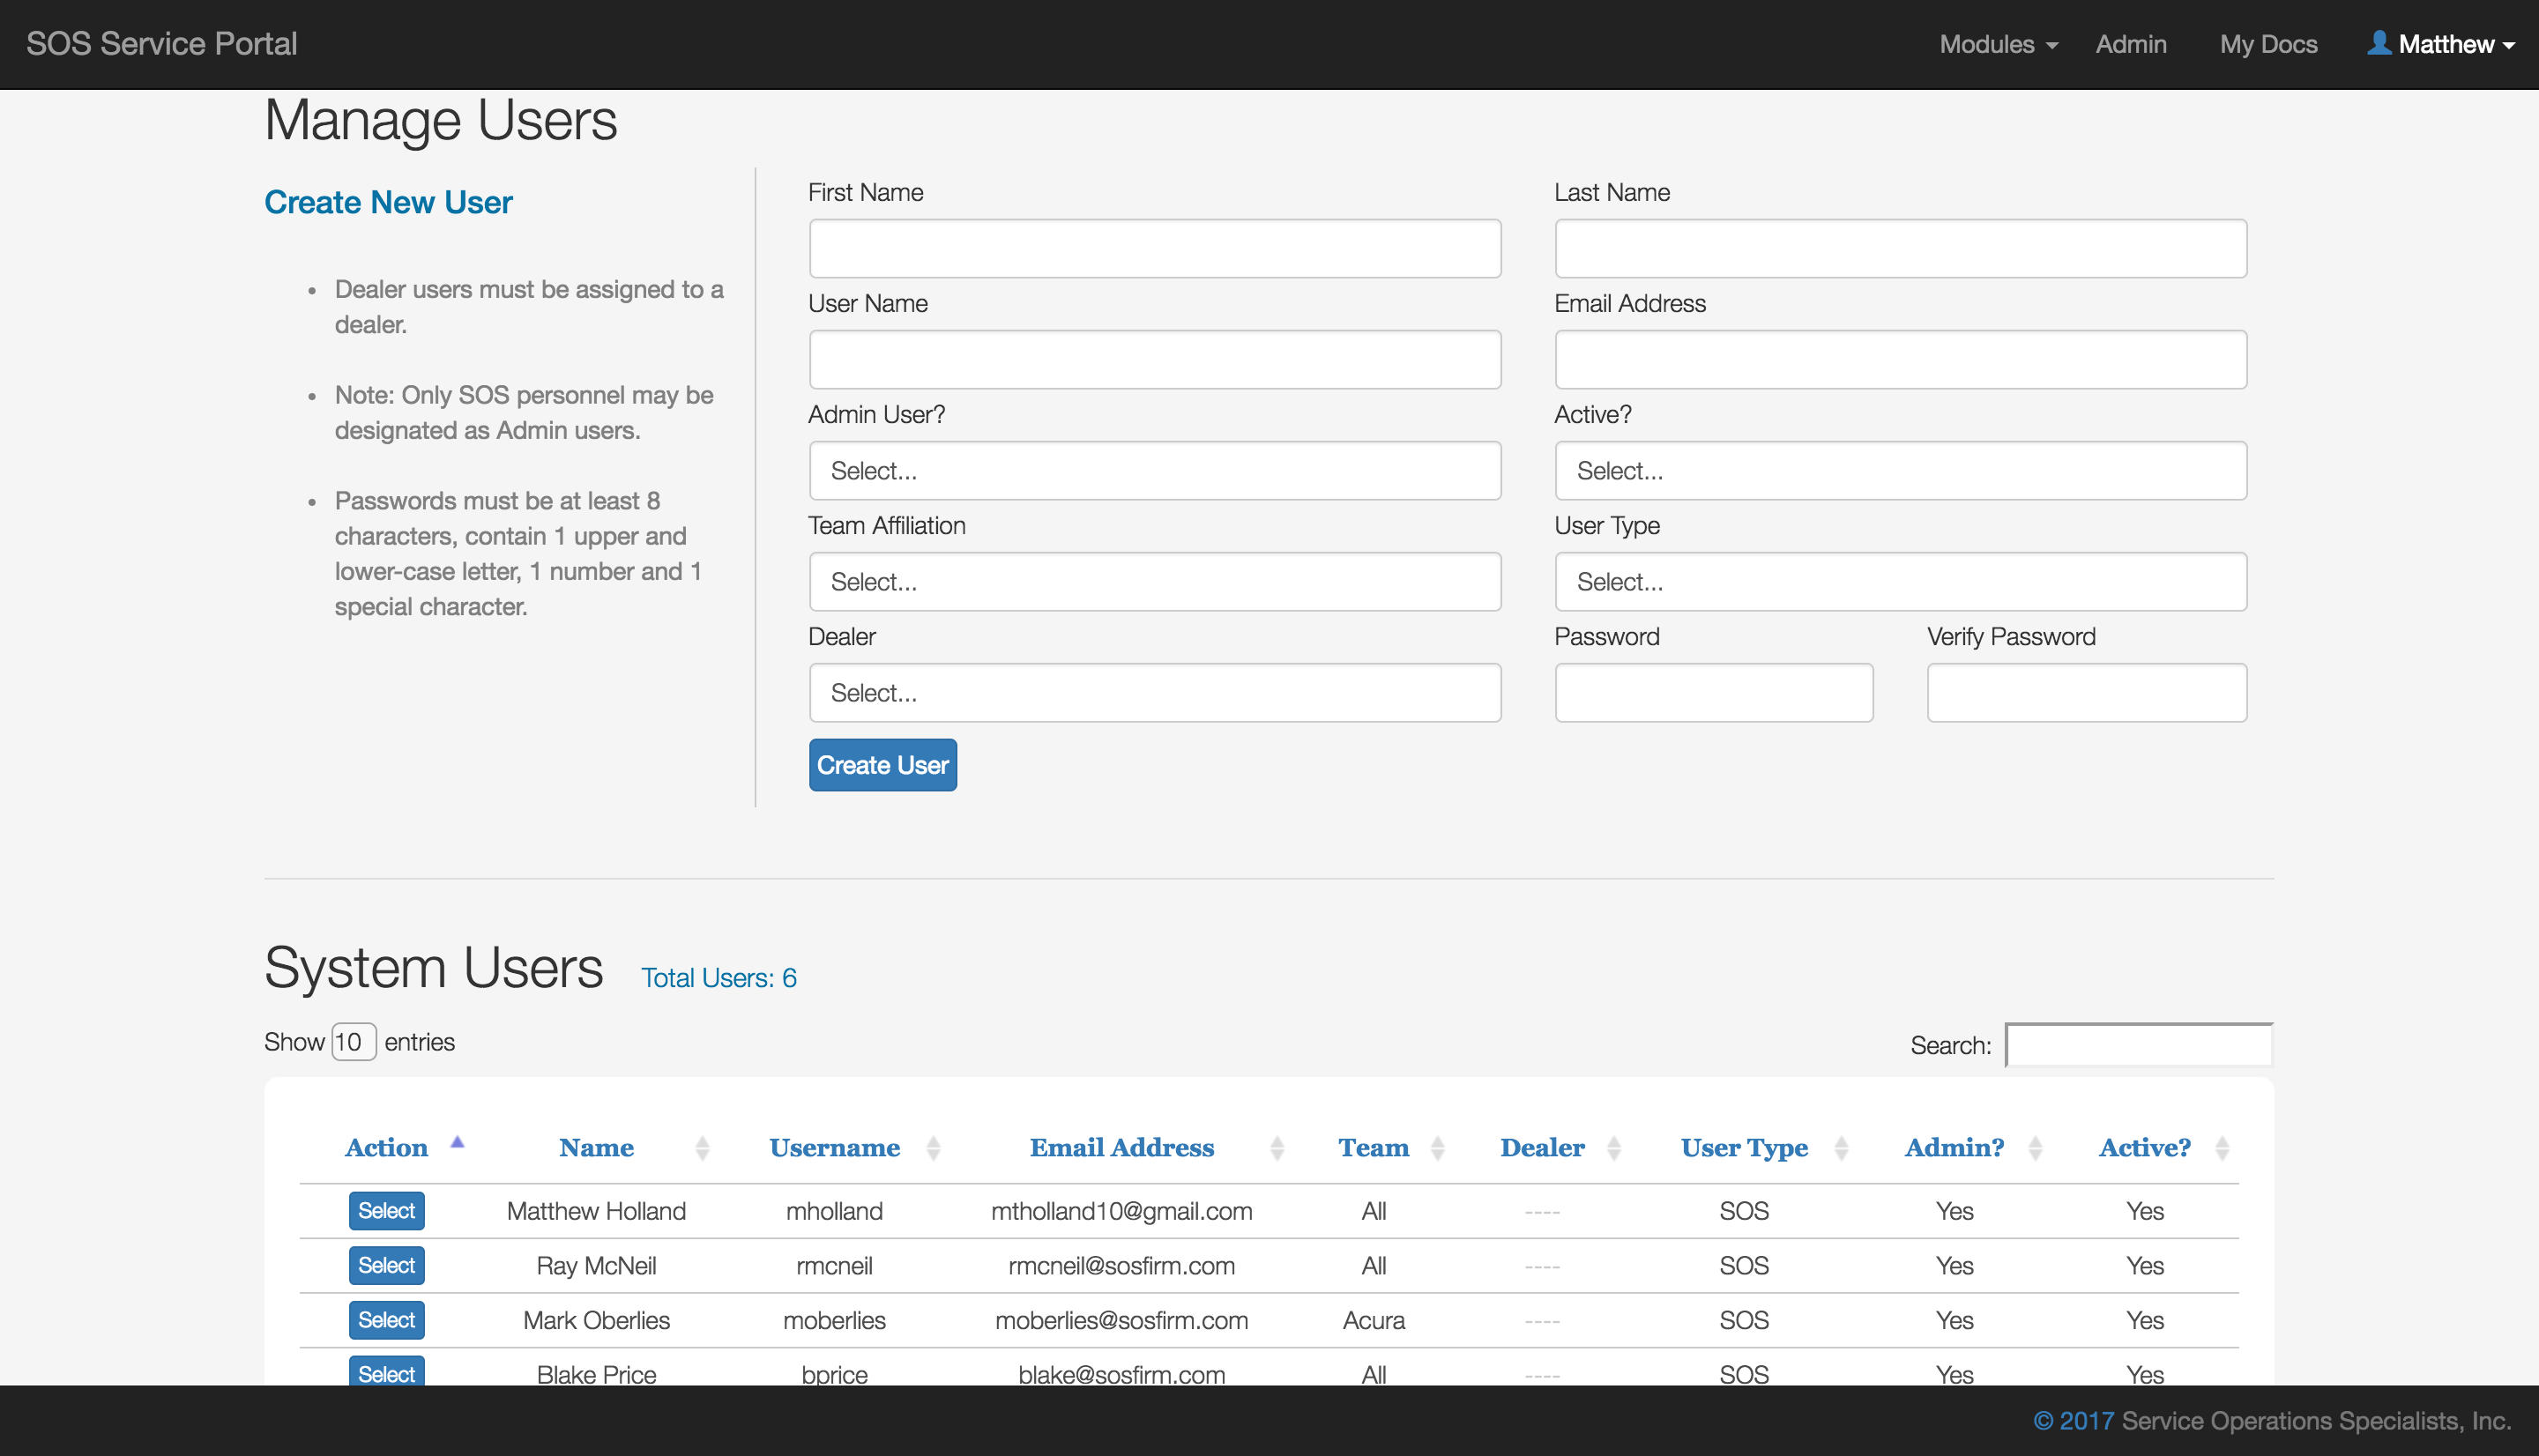 SOS Service Portal
Modules
Admin
My Docs
Matthew
Manage Users
Create New User
• Dealer users must be assigned to a
dealer.
• Note: Only SOS personnel may be
designated as Admin users.
• Passwords must be at least 8
characters, contain 1 upper and
lower-case letter, 1 number and 1
special character.
First Name
Last Name
User Name
Email Address
Admin User?
Active?
Select...
Select...
Team Affiliation
User Type
Select...
Select...
Dealer
Password
Verify Password
Select...
Create User
System Users
Total Users: 6
Show 10 entries
Search:
Action Name Username Email Address Team Dealer User Type Admin? Active?
Select Matthew Holland mholland mtholland10@gmail.com All ---- SOS Yes Yes
Select Ray McNeil rmcneil rmcneil@sosfirm.com All ---- SOS Yes Yes
Select Mark Oberlies moberlies moberlies@sosfirm.com Acura ---- SOS Yes Yes
Select Blake Price bprice blake@sosfirm.com All ---- SOS Yes Yes
© 2017 Service Operations Specialists, Inc.